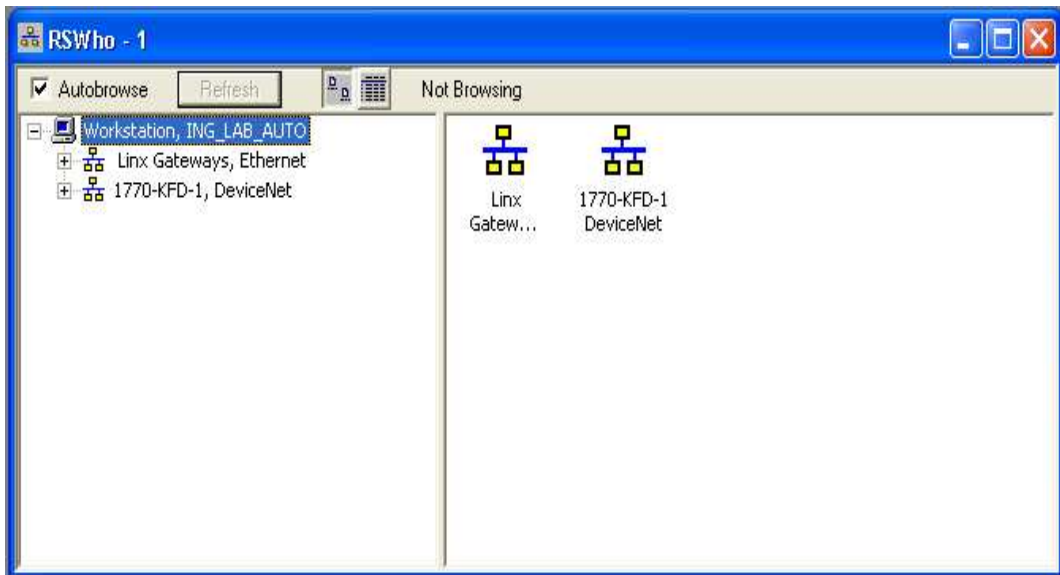 RSWho - 1
Autobrowse Refresh Not Browsing
Workstation, ING_LAB_AUTO
Linx Gateways, Ethernet
1770-KFD-1, DeviceNet
Linx
Gatew...
1770-KFD-1
DeviceNet